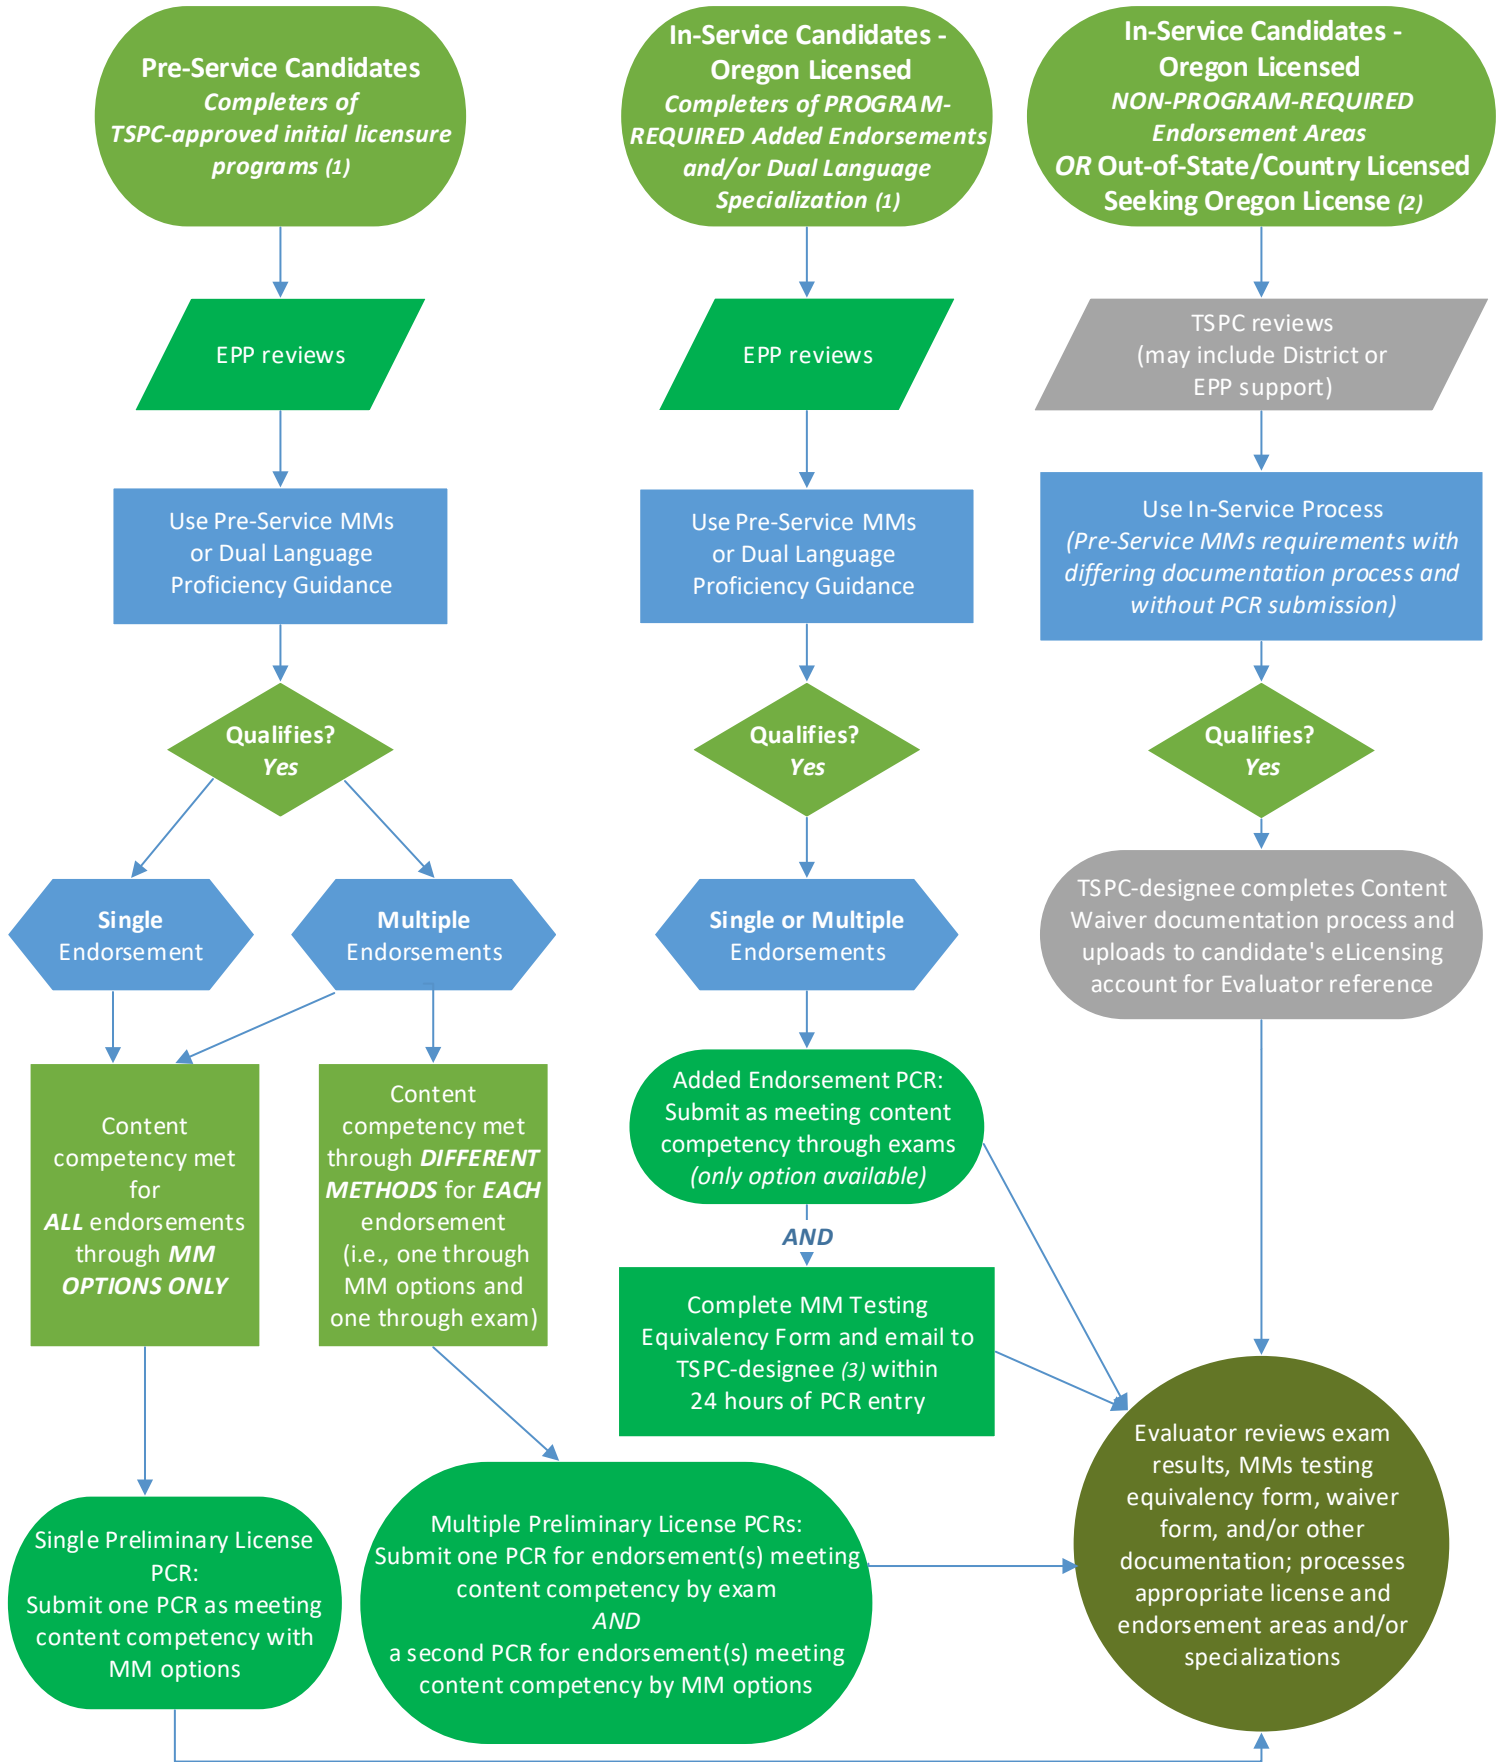 Pre-Service Candidates
Completers of
TSPC-approved initial licensure
programs (1)
EPP reviews
Use Pre-Service MMs
or Dual Language
Proficiency Guidance
Qualifies?
Yes
Single
Endorsement
Multiple
Endorsements
Content
competency met
for
ALL endorsements
through MM
OPTIONS ONLY
Content
competency met
through DIFFERENT
METHODS for EACH
endorsement
(i.e., one through
MM options and
one through exam)
Single Preliminary License
PCR:
Submit one PCR as meeting
content competency with
MM options
Multiple Preliminary License PCRs:
Submit one PCR for endorsement(s) meeting
content competency by exam
AND
a second PCR for endorsement(s) meeting
content competency by MM options
In-Service Candidates -
Oregon Licensed
Completers of PROGRAM-
REQUIRED Added Endorsements
and/or Dual Language
Specialization (1)
EPP reviews
Use Pre-Service MMs
or Dual Language
Proficiency Guidance
Qualifies?
Yes
Single or Multiple
Endorsements
Added Endorsement PCR:
Submit as meeting content
competency through exams
(only option available)
AND
Complete MM Testing
Equivalency Form and email to
TSPC-designee (3) within
24 hours of PCR entry
In-Service Candidates -
Oregon Licensed
NON-PROGRAM-REQUIRED
Endorsement Areas
OR Out-of-State/Country Licensed
Seeking Oregon License (2)
TSPC reviews
(may include District or
EPP support)
Use In-Service Process
(Pre-Service MMs requirements with
differing documentation process and
without PCR submission)
Qualifies?
Yes
TSPC-designee completes Content
Waiver documentation process and
uploads to candidate's eLicensing
account for Evaluator reference
Evaluator reviews exam
results, MMs testing
equivalency form, waiver
form, and/or other
documentation; processes
appropriate license and
endorsement areas and/or
specializations